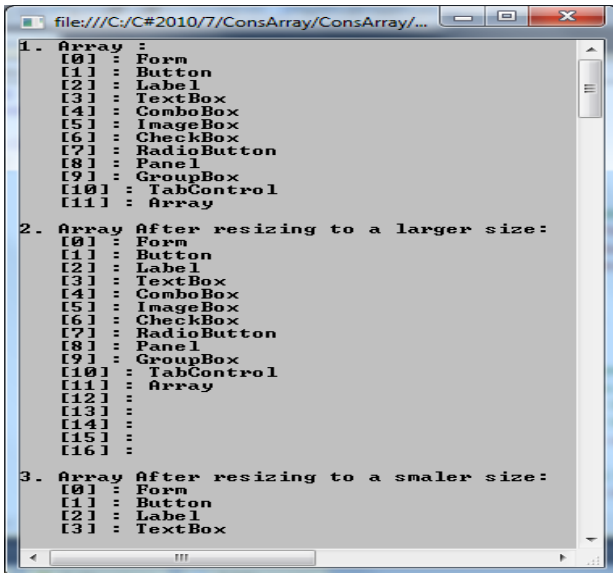 file:///C:/C#2010/7/ConsArray/ConsArray/...
1. Array :
[0] : Form
[1] : Button
[2] : Label
[3] : TextBox
[4] : ComboBox
[5] : ImageBox
[6] : CheckBox
[7] : RadioButton
[8] : Panel
[9] : GroupBox
[10] : TabControl
[11] : Array
2. Array After resizing to a larger size:
[0] : Form
[1] : Button
[2] : Label
[3] : TextBox
[4] : ComboBox
[5] : ImageBox
[6] : CheckBox
[7] : RadioButton
[8] : Panel
[9] : GroupBox
[10] : TabControl
[11] : Array
[12] :
[13] :
[14] :
[15] :
[16] :
3. Array After resizing to a smaler size:
[0] : Form
[1] : Button
[2] : Label
[3] : TextBox